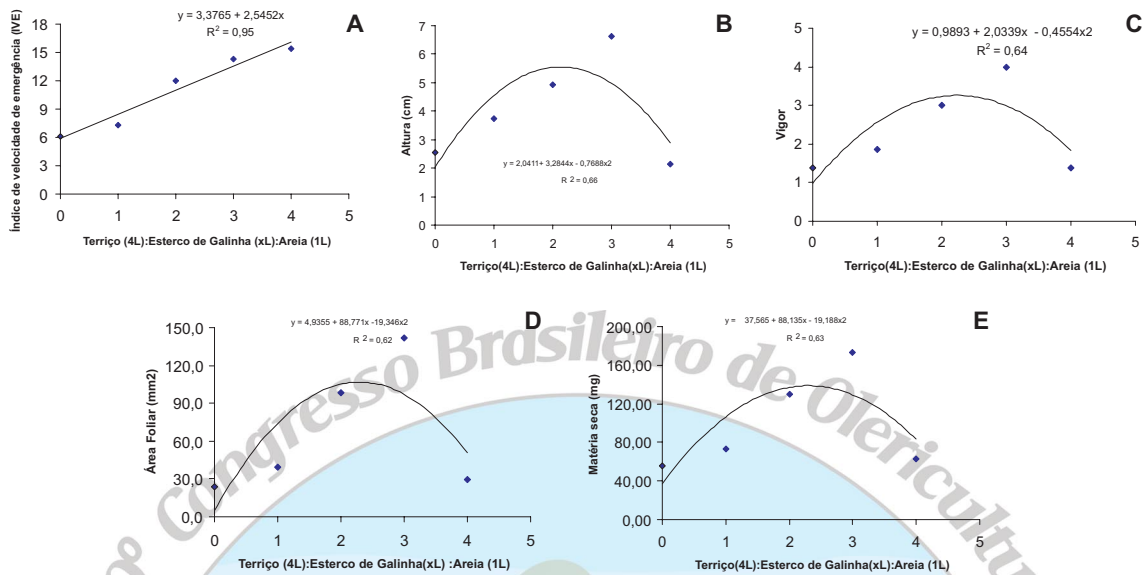 y = 3,3765 + 2,5452x
R² = 0,95
A
Índice de velocidade de emergência (IVE)
18
15
12
9
6
3
0
0 1 2 3 4 5
Terriço (4L):Esterco de Galinha (xL):Areia (1L)
B
Altura (cm)
7
6
5
4
3
2
1
0
y = 2,0411+ 3,2844x - 0,7688x2
R 2 = 0,66
0 1 2 3 4 5
Terriço(4L):Esterco de Galinha(xL):Areia (1L)
C
y = 0,9893 + 2,0339x - 0,4554x2
R² = 0,64
Vigor
5
4
3
2
1
0
0 1 2 3 4 5
Terriço(4L):Esterco de Galinha(xL):Areia (1L)
D
y = 4,9355 + 88,771x -19,346x2
R 2 = 0,62
Área Foliar (mm2)
150,0
120,0
90,0
60,0
30,0
0,0
0 1 2 3 4 5
Terriço (4L):Esterco de Galinha(xL) :Areia (1L)
E
y = 37,565 + 88,135x - 19,188x2
R 2 = 0,63
Matéria seca (mg)
200,00
160,00
120,00
80,00
40,00
0,00
0 1 2 3 4 5
Terriço(4L):Esterco de Galinha(xL):Areia (1L)
Congresso Brasileiro de